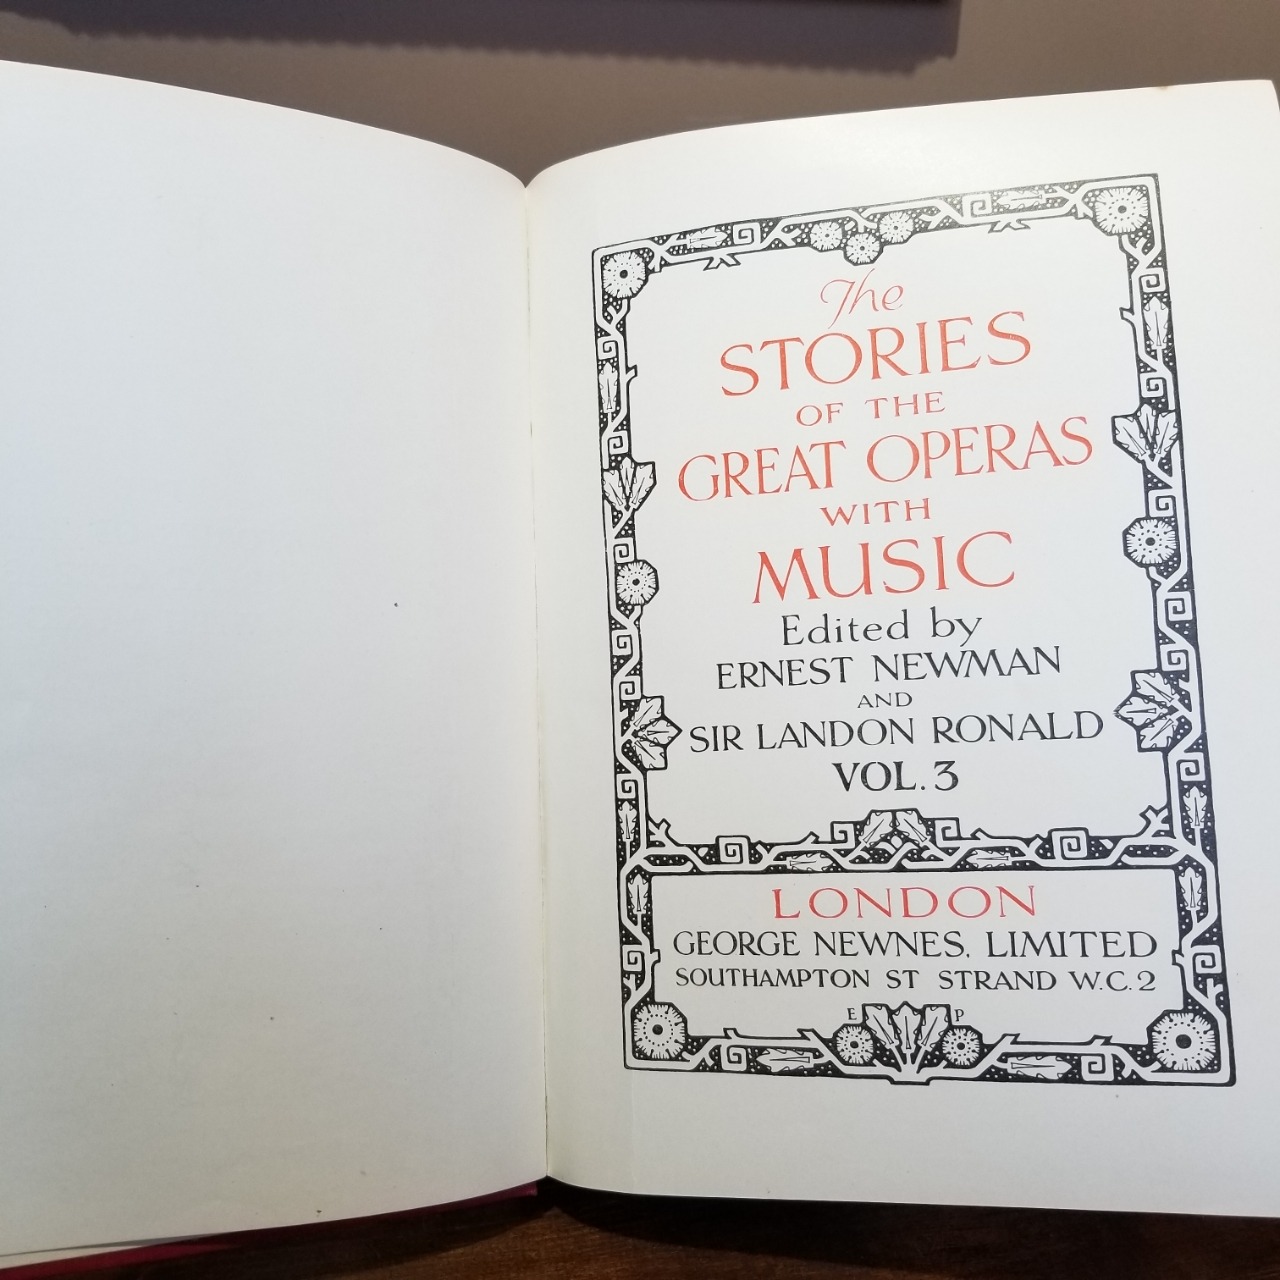 The
STORIES
OF THE
GREAT OPERAS
WITH
MUSIC
Edited by
ERNEST NEWMAN
AND
SIR LANDON RONALD
VOL. 3
LONDON
GEORGE NEWNES, LIMITED
SOUTHAMPTON ST STRAND W.C.2
E P